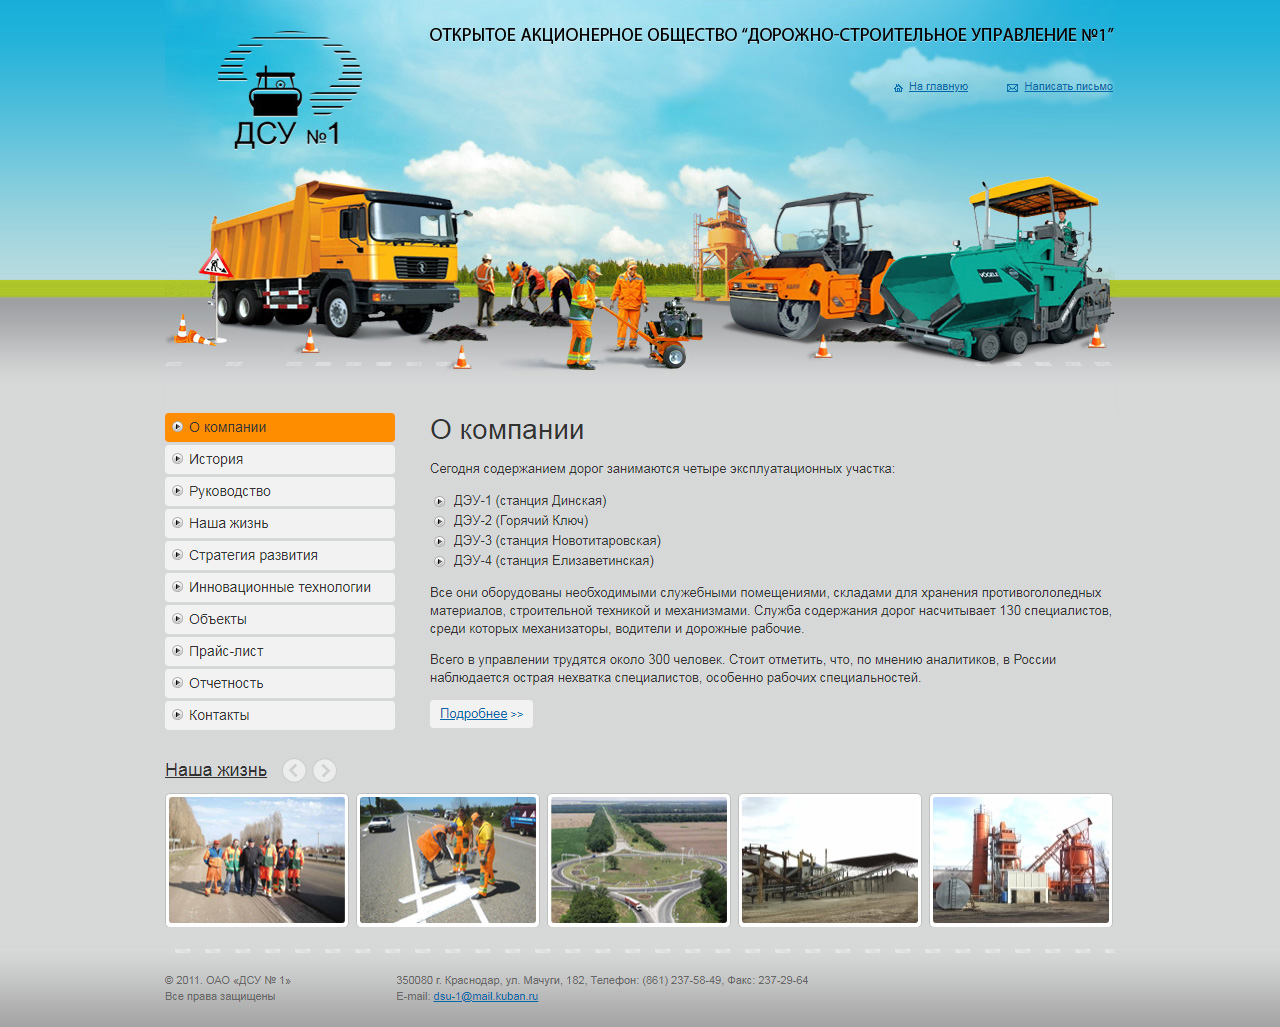 ОТКРЫТОЕ АКЦИОНЕРНОЕ ОБЩЕСТВО “ДОРОЖНО-СТРОИТЕЛЬНОЕ УПРАВЛЕНИЕ №1”
На главную
Написать письмо
ДСУ №1
VÖGELE
О компании
История
Руководство
Наша жизнь
Стратегия развития
Инновационные технологии
Объекты
Прайс-лист
Отчетность
Контакты
О компании
Сегодня содержанием дорог занимаются четыре эксплуатационных участка:
ДЭУ-1 (станция Динская)
ДЭУ-2 (Горячий Ключ)
ДЭУ-3 (станция Новотитаровская)
ДЭУ-4 (станция Елизаветинская)
Все они оборудованы необходимыми служебными помещениями, складами для хранения противогололедных
материалов, строительной техникой и механизмами. Служба содержания дорог насчитывает 130 специалистов,
среди которых механизаторы, водители и дорожные рабочие.
Всего в управлении трудятся около 300 человек. Стоит отметить, что, по мнению аналитиков, в России
наблюдается острая нехватка специалистов, особенно рабочих специальностей.
Подробнее >>
Наша жизнь
© 2011. ОАО «ДСУ № 1»
Все права защищены
350080 г. Краснодар, ул. Мачуги, 182, Телефон: (861) 237-58-49, Факс: 237-29-64
E-mail: dsu-1@mail.kuban.ru